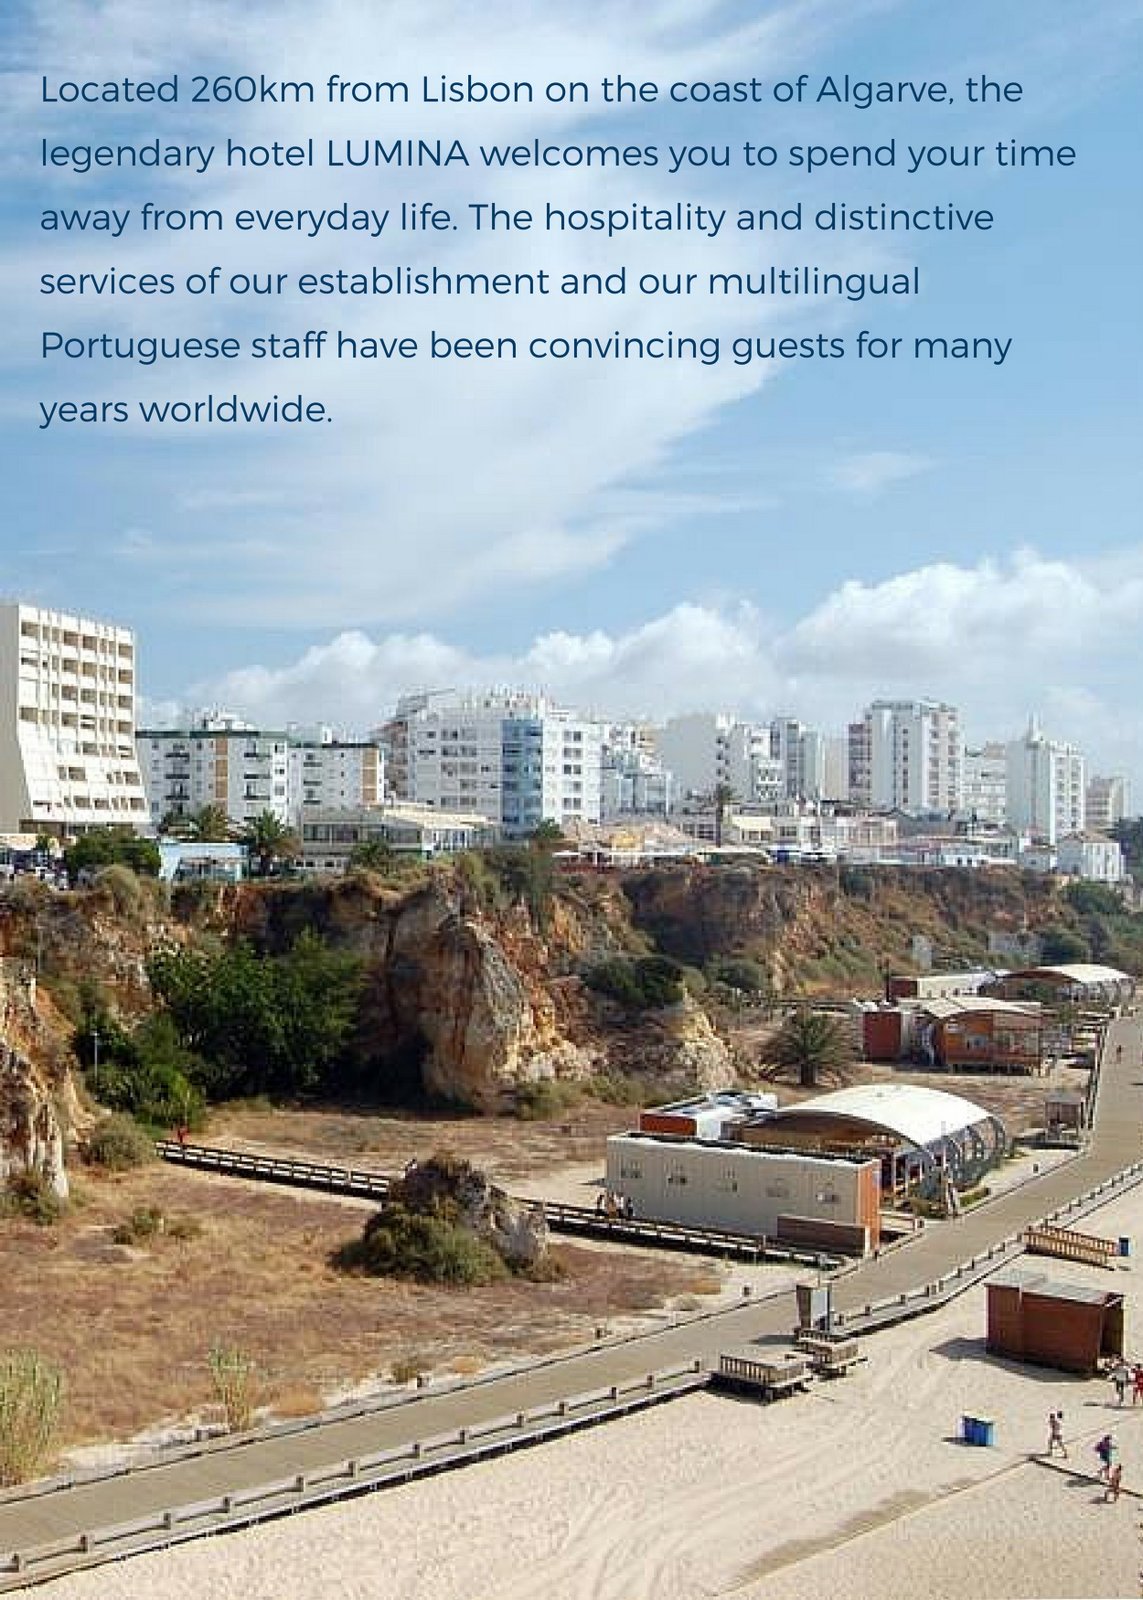 Located 260km from Lisbon on the coast of Algarve, the
legendary hotel LUMINA welcomes you to spend your time
away from everyday life. The hospitality and distinctive
services of our establishment and our multilingual
Portuguese staff have been convincing guests for many
years worldwide.